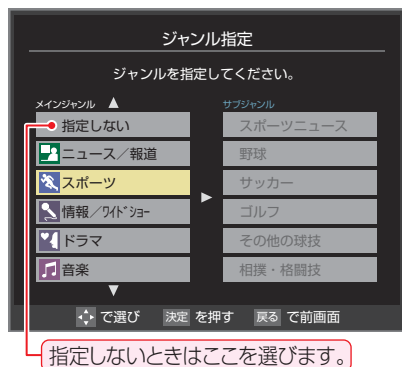 ジャンル指定
ジャンルを指定してください。
メインジャンル ▲
サブジャンル
指定しない
スポーツニュース
ニュース／報道
野球
スポーツ
サッカー
▶
情報／ﾜｲﾄﾞｼｮｰ
ゴルフ
ドラマ
その他の球技
音楽
相撲・格闘技
▼
で選び 決定 を押す 戻る で前画面
指定しないときはここを選びます。